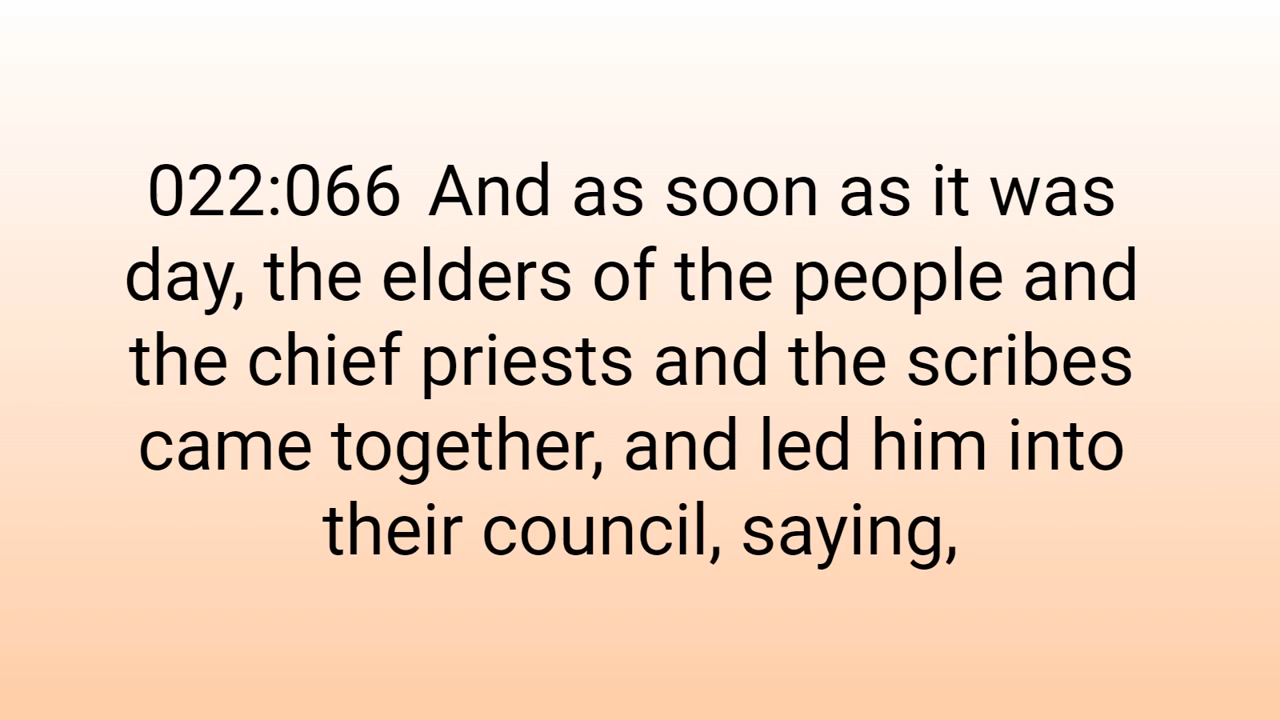 022:066 And as soon as it was
day, the elders of the people and
the chief priests and the scribes
came together, and led him into
their council, saying,